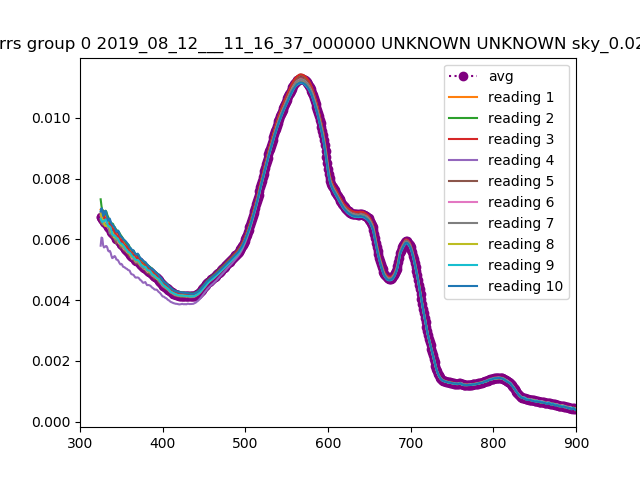 rrs group 0 2019_08_12___11_16_37_000000 UNKNOWN UNKNOWN sky_0.02
avg
reading 1
reading 2
reading 3
reading 4
reading 5
reading 6
reading 7
reading 8
reading 9
reading 10
0.010
0.008
0.006
0.004
0.002
0.000
300 400 500 600 700 800 900